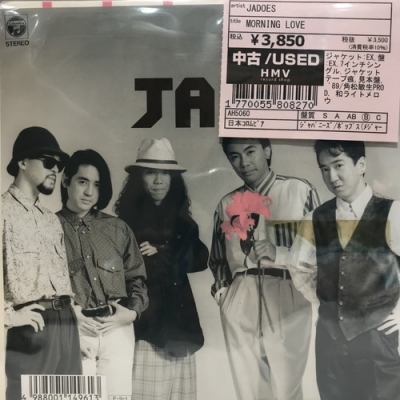 STEREO
JA
artist
JADOES
title
MORNING LOVE
税込
¥3,850
税抜 ¥3,500
(消費税率10%)
中古/USED
HMV
record shop
ジャケット:EX、盤
:EX、7インチシン
グル、ジャケット
テープ痕、見本盤、
'89/角松敏生PRO
D. 和ライトメロ
ウ
1770055808270
AH5060
盤質 S A AB B C
日本コロムビア
ジャパニーズ/ポップス(メジャー
4988001149613